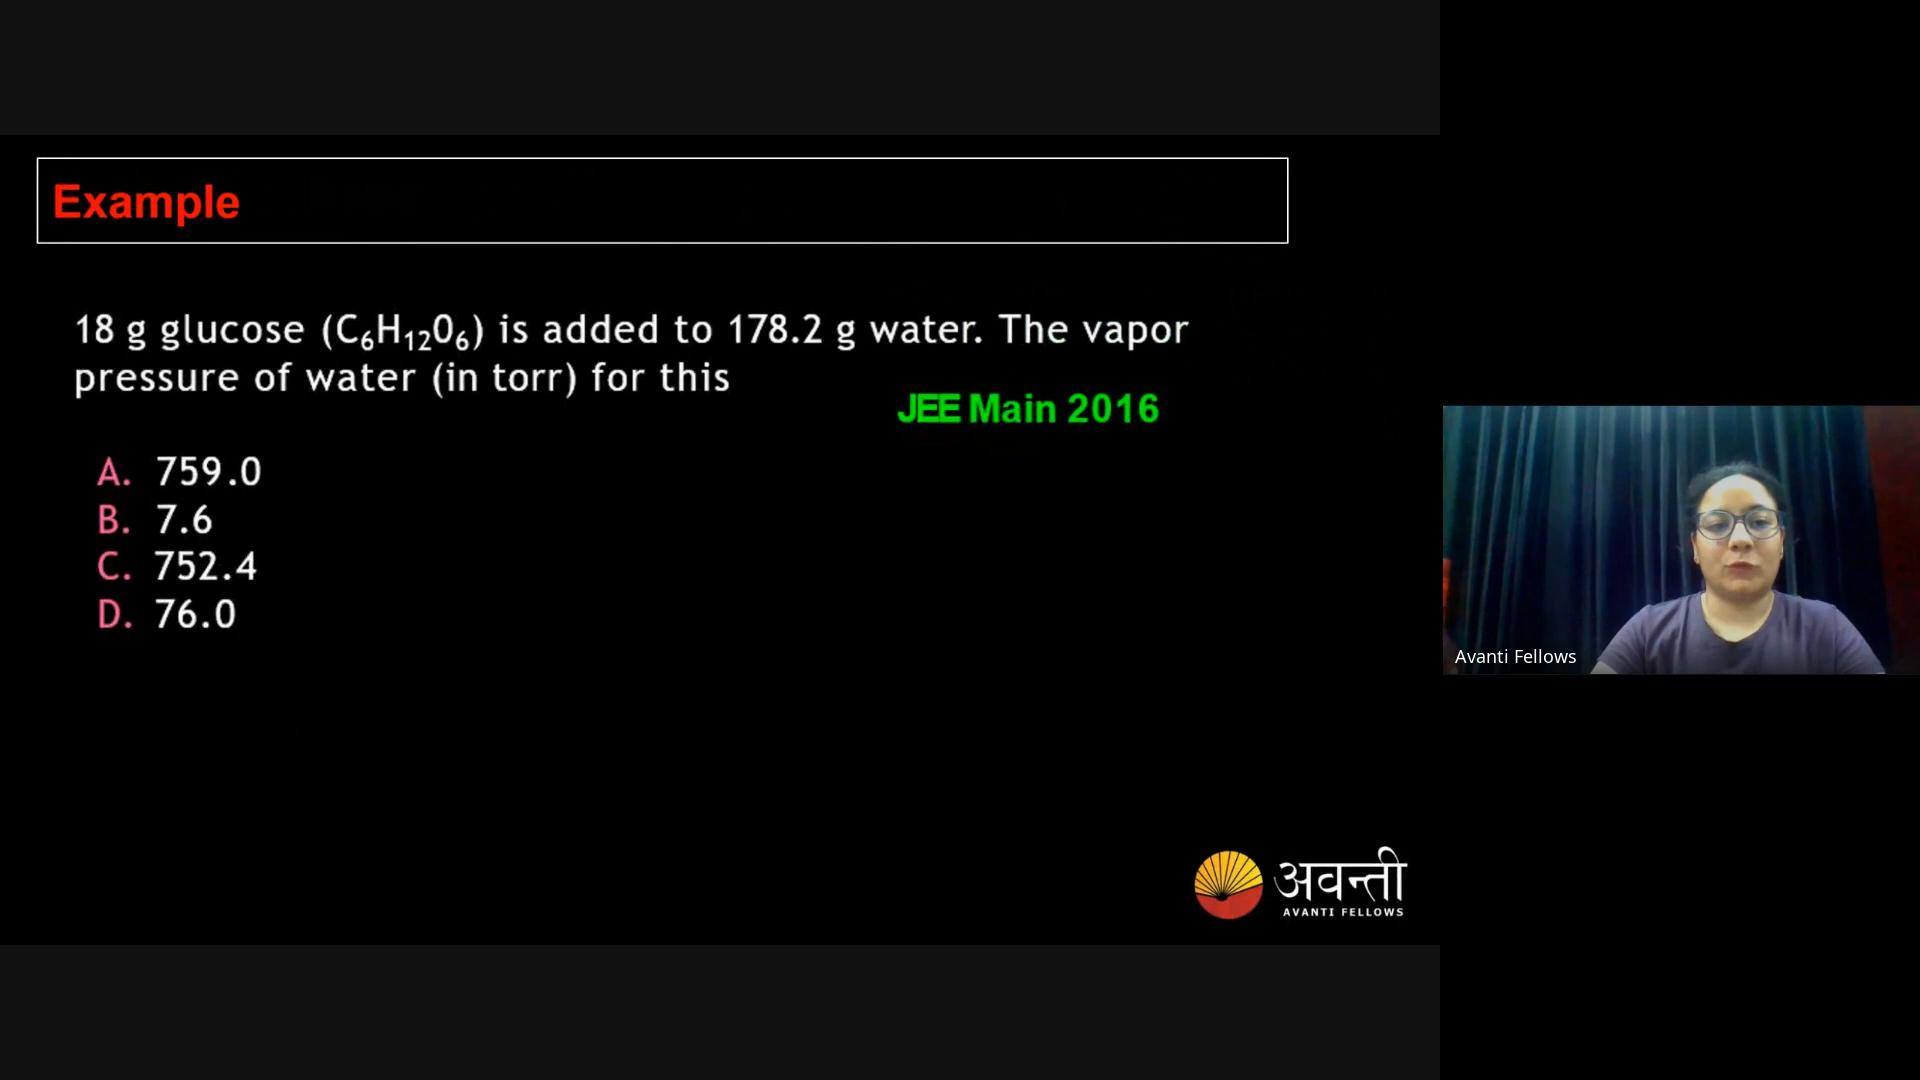 Example
18 g glucose (C₆H₁₂O₆) is added to 178.2 g water. The vapor
pressure of water (in torr) for this
JEE Main 2016
A. 759.0
B. 7.6
C. 752.4
D. 76.0
Avanti Fellows
अवन्ती
AVANTI FELLOWS